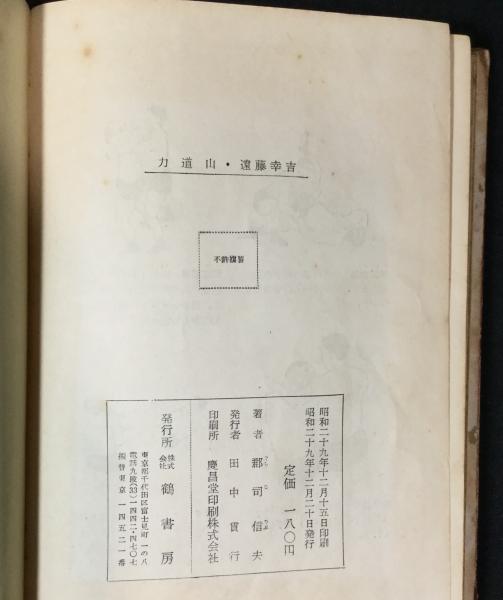 力道山・遠藤幸吉
不許複製
昭和二十九年十二月十五日印刷
昭和二十九年十二月二十日発行
定価 一八〇円
著者 郡司信夫
発行者 田中貫行
印刷所 慶昌堂印刷株式会社
発行所 株式会社 鶴書房
東京都千代田区富士見町一の八
電話九段(33)一四四二・四七〇七
振替東京一四五二一番